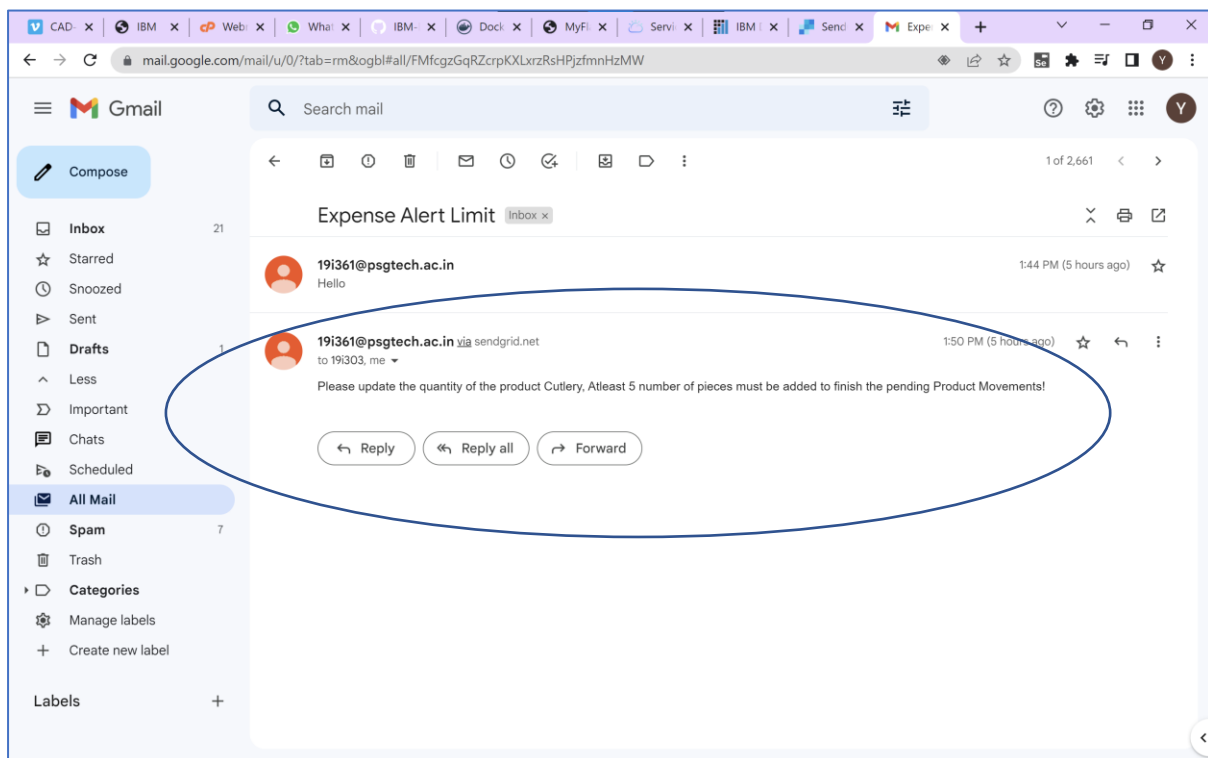 CAD- IBM Webs What IBM- Dock MyFl Servi IBM Send Expe
mail.google.com/mail/u/0/?tab=rm&ogbl#all/FMfcgzGqRZcrpKXLxrzRsHPjzfmnHzMW
Se
Y
Gmail
Search mail
Y
Compose
1 of 2,661
Expense Alert Limit Inbox ×
Inbox 21
Starred
Snoozed
Sent
Drafts 1
Less
Important
Chats
Scheduled
All Mail
Spam 7
Trash
Categories
Manage labels
Create new label
Labels
19i361@psgtech.ac.in 1:44 PM (5 hours ago)
Hello
19i361@psgtech.ac.in via sendgrid.net 1:50 PM (5 hours ago)
to 19i303, me
Please update the quantity of the product Cutlery, Atleast 5 number of pieces must be added to finish the pending Product Movements!
Reply Reply all Forward